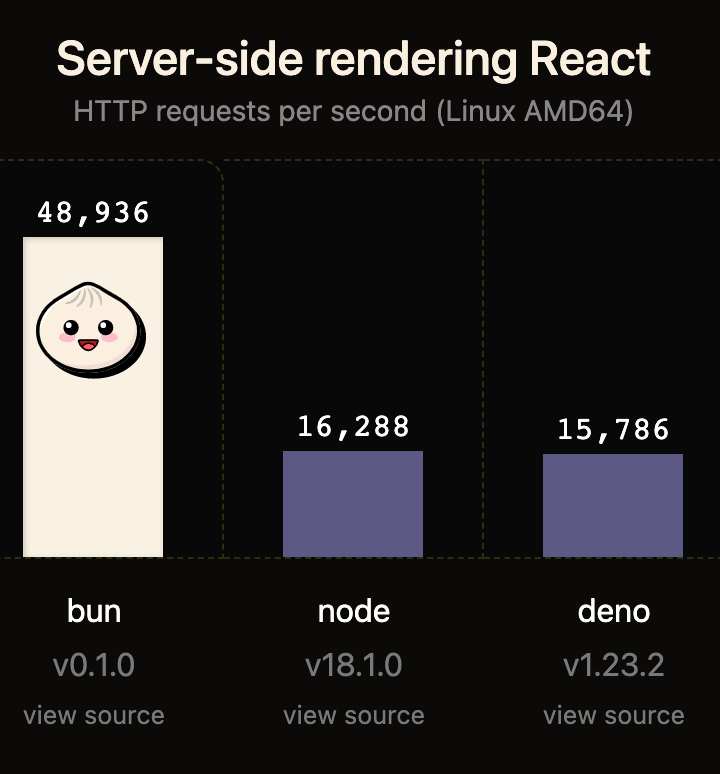 Server-side rendering React
HTTP requests per second (Linux AMD64)
48,936
16,288
15,786
bun
node
deno
v0.1.0
v18.1.0
v1.23.2
view source
view source
view source